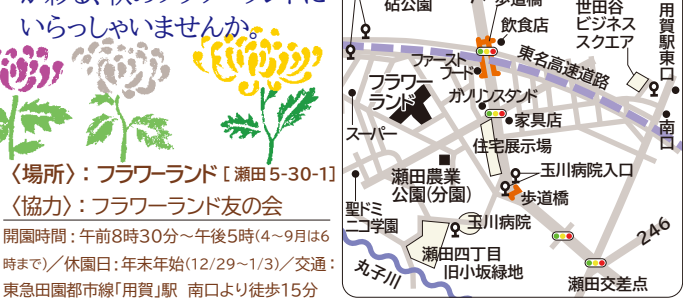 いらっしゃいませんか。
〈場所〉：フラワーランド [瀬田5-30-1]
〈協力〉：フラワーランド友の会
開園時間：午前8時30分～午後5時(4～9月は6
時まで)／休園日：年末年始(12/29～1/3)／交通：
東急田園都市線｢用賀｣駅 南口より徒歩15分
砧公園
歩道橋
飲食店
世田谷
ビジネス
スクエア
用賀駅東口
東名高速道路
ファースト
フード
フラワー
ランド
ガソリンスタンド
家具店
南口
スーパー
住宅展示場
瀬田農業
公園(分園)
玉川病院入口
歩道橋
聖ドミ
ニコ学園
玉川病院
246
瀬田四丁目
旧小坂緑地
丸子川
瀬田交差点